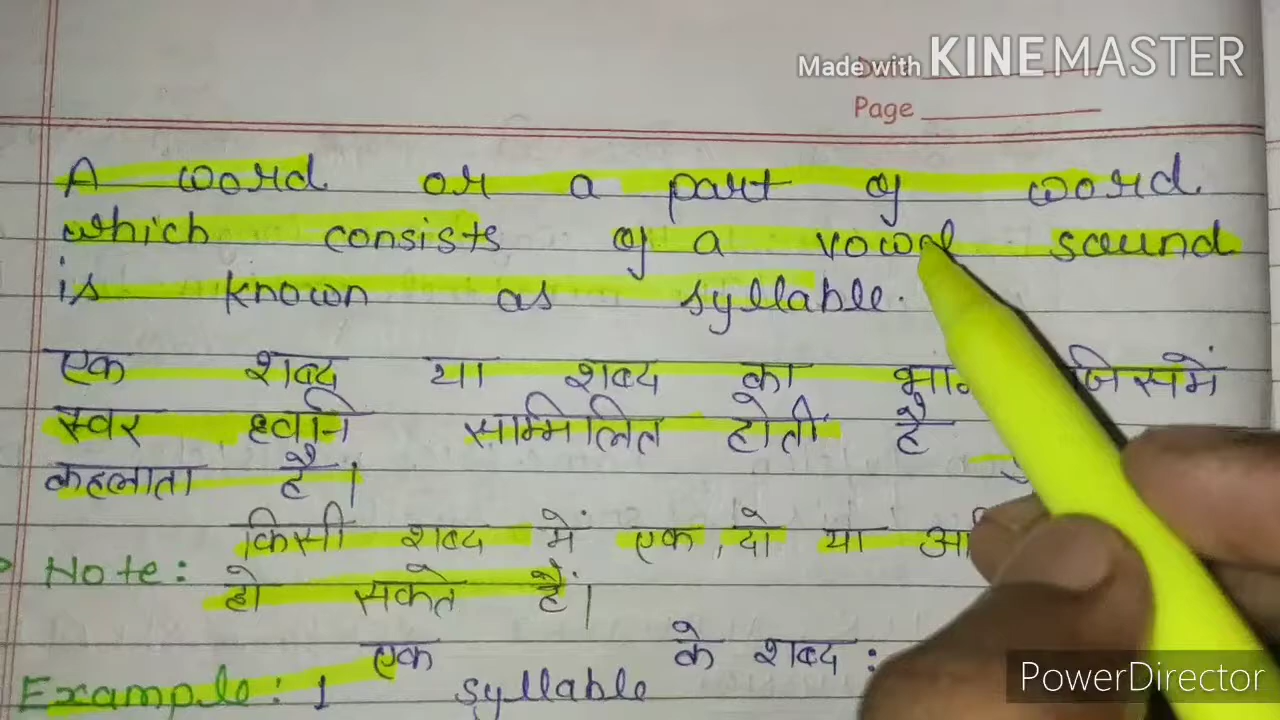 Made with KINEMASTER
Page
A word or a part of word
which consists of a vowel sound
is known as syllable.
एक शब्द या शब्द का जिसमें
स्वर ध्वनि साम्मिलित होती है
कहलाता है।
किसी शब्द में एक, दो या
Note: हो सकते हैं।
Example: 1 एक syllable के शब्द:
PowerDirector